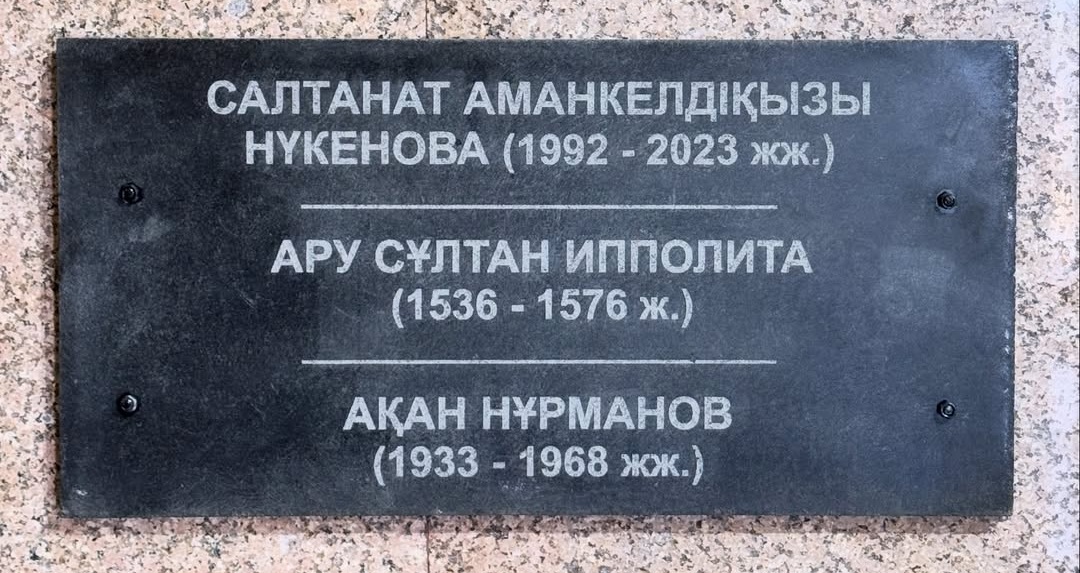 САЛТАНАТ АМАНКЕЛДІҚЫЗЫ
НҮКЕНОВА (1992 - 2023 жж.)
АРУ СҰЛТАН ИППОЛИТА
(1536 - 1576 ж.)
АҚАН НҰРМАНОВ
(1933 - 1968 жж.)